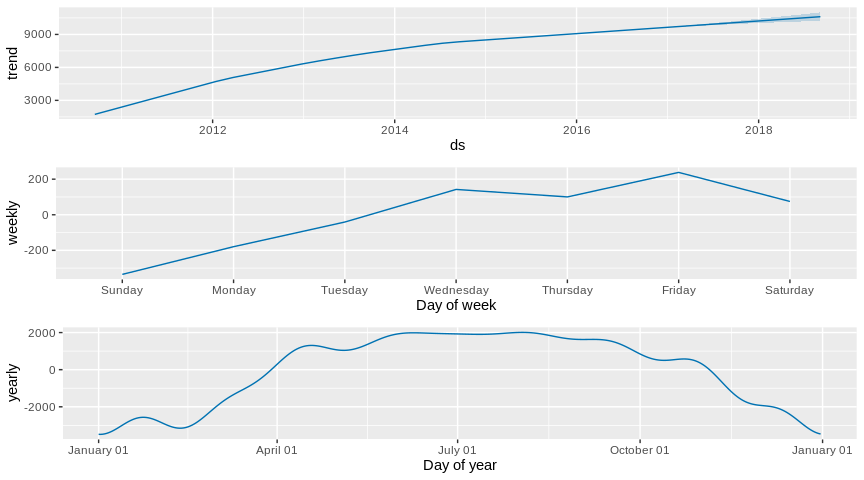 trend
9000
6000
3000
2012 2014 2016 2018
ds
weekly
200
0
-200
Sunday Monday Tuesday Wednesday Thursday Friday Saturday
Day of week
yearly
2000
0
-2000
January 01 April 01 July 01 October 01 January 01
Day of year